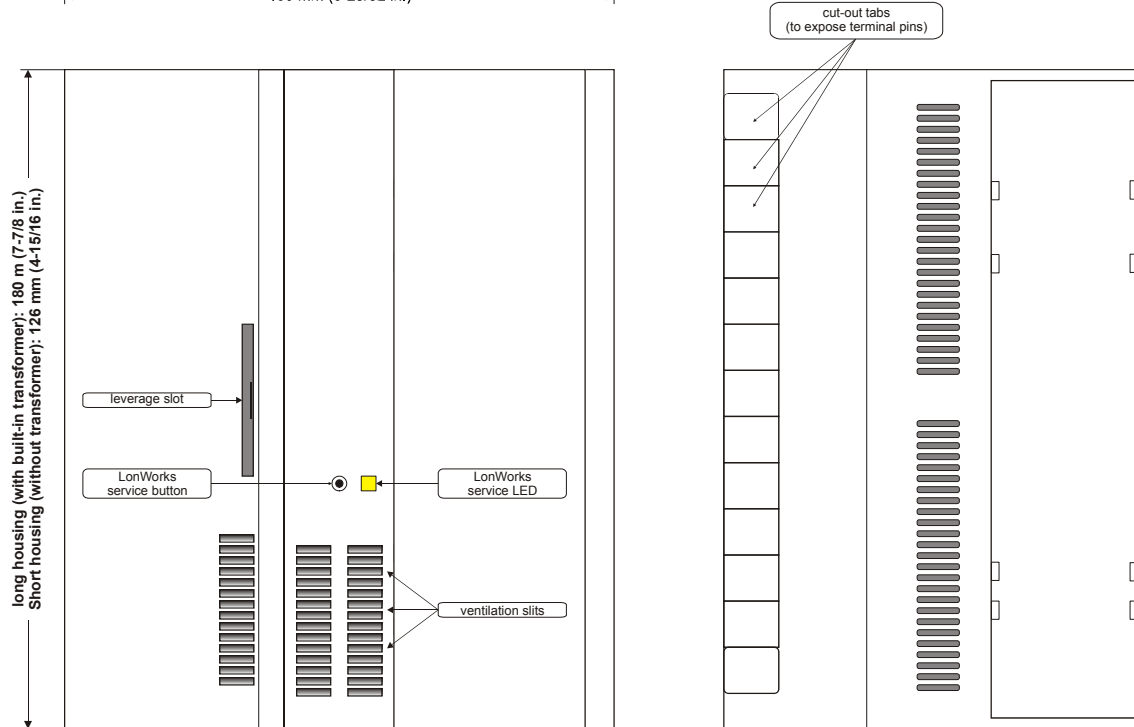 cut-out tabs
(to expose terminal pins)
long housing (with built-in transformer): 180 m (7-7/8 in.)
Short housing (without transformer): 126 mm (4-15/16 in.)
leverage slot
LonWorks
service button
LonWorks
service LED
ventilation slits